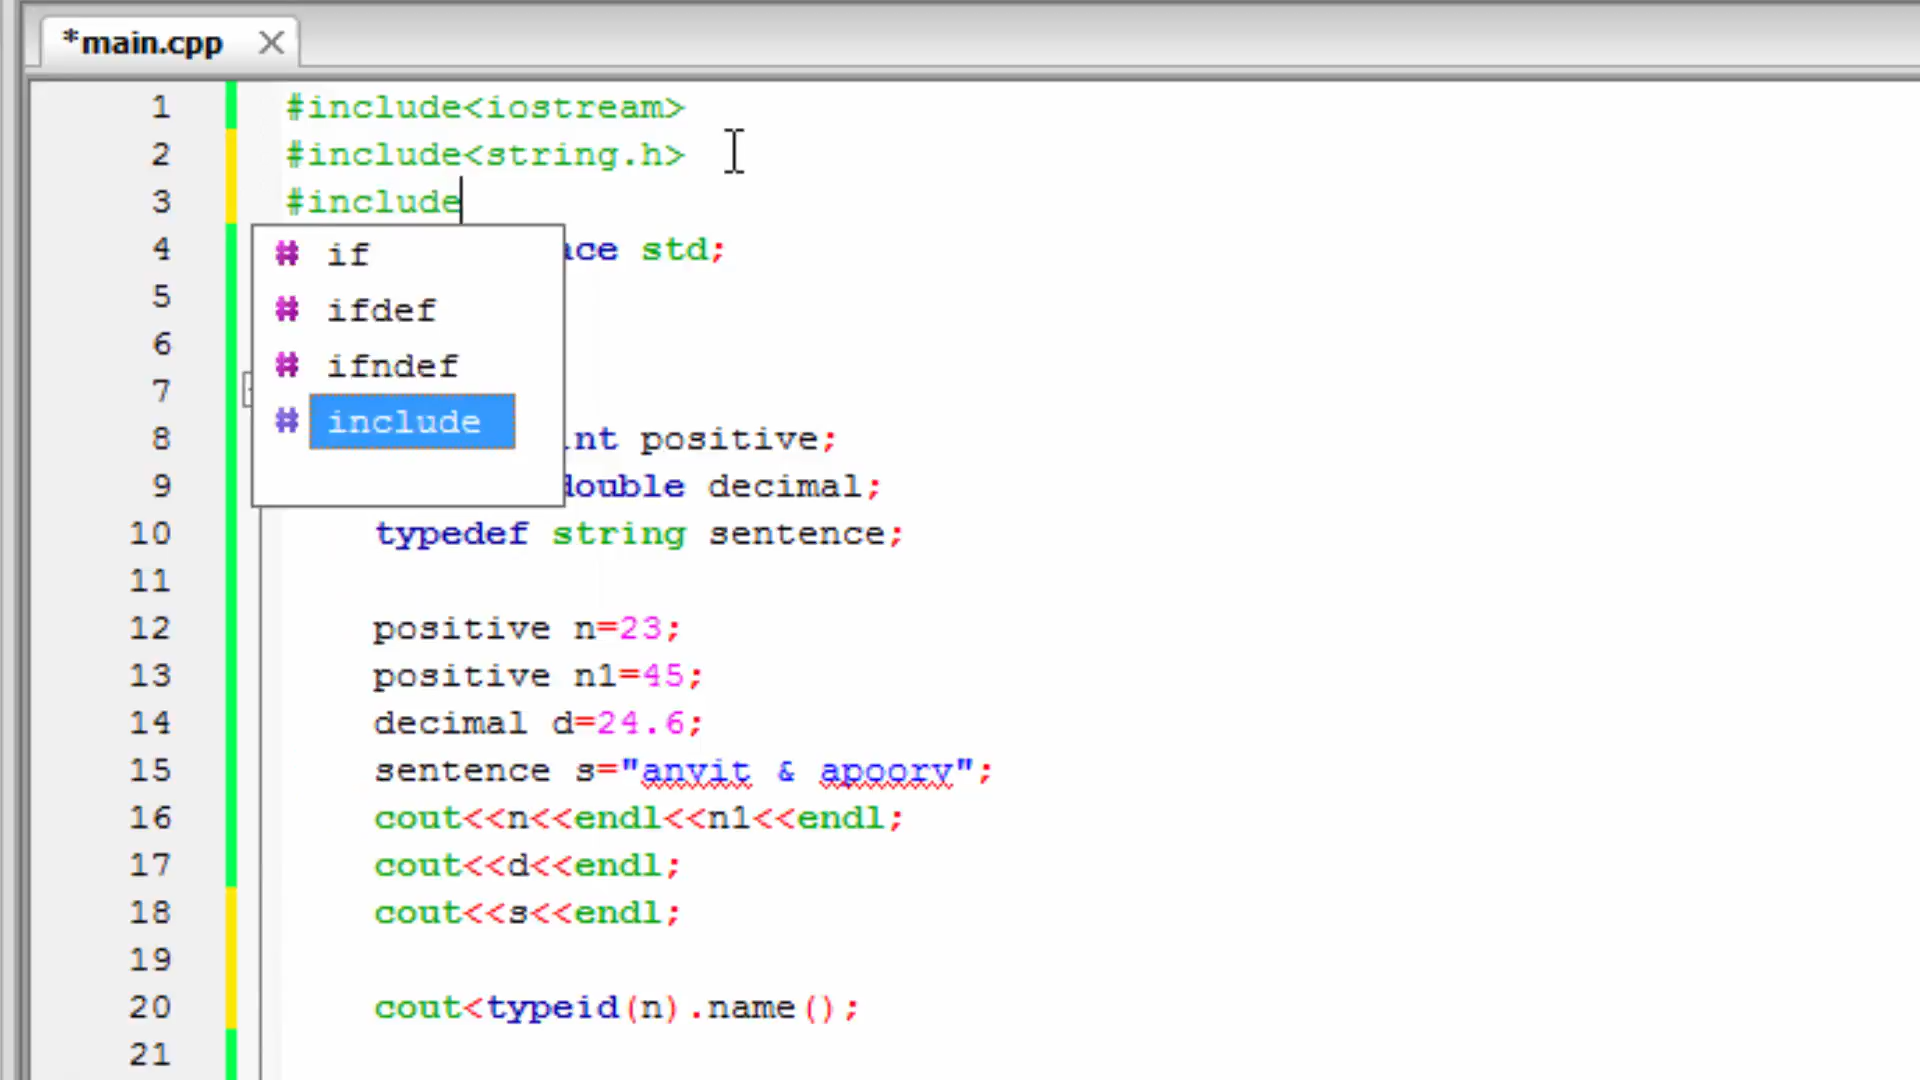 *main.cpp
1 #include<iostream>
2 #include<string.h>
3 #include
4 ace std;
5
6
7
8 int positive;
9 double decimal;
10 typedef string sentence;
11
12 positive n=23;
13 positive n1=45;
14 decimal d=24.6;
15 sentence s="anvit & apoorv";
16 cout<<n<<endl<<n1<<endl;
17 cout<<d<<endl;
18 cout<<s<<endl;
19
20 cout<typeid(n).name();
21
# if
# ifdef
# ifndef
# include